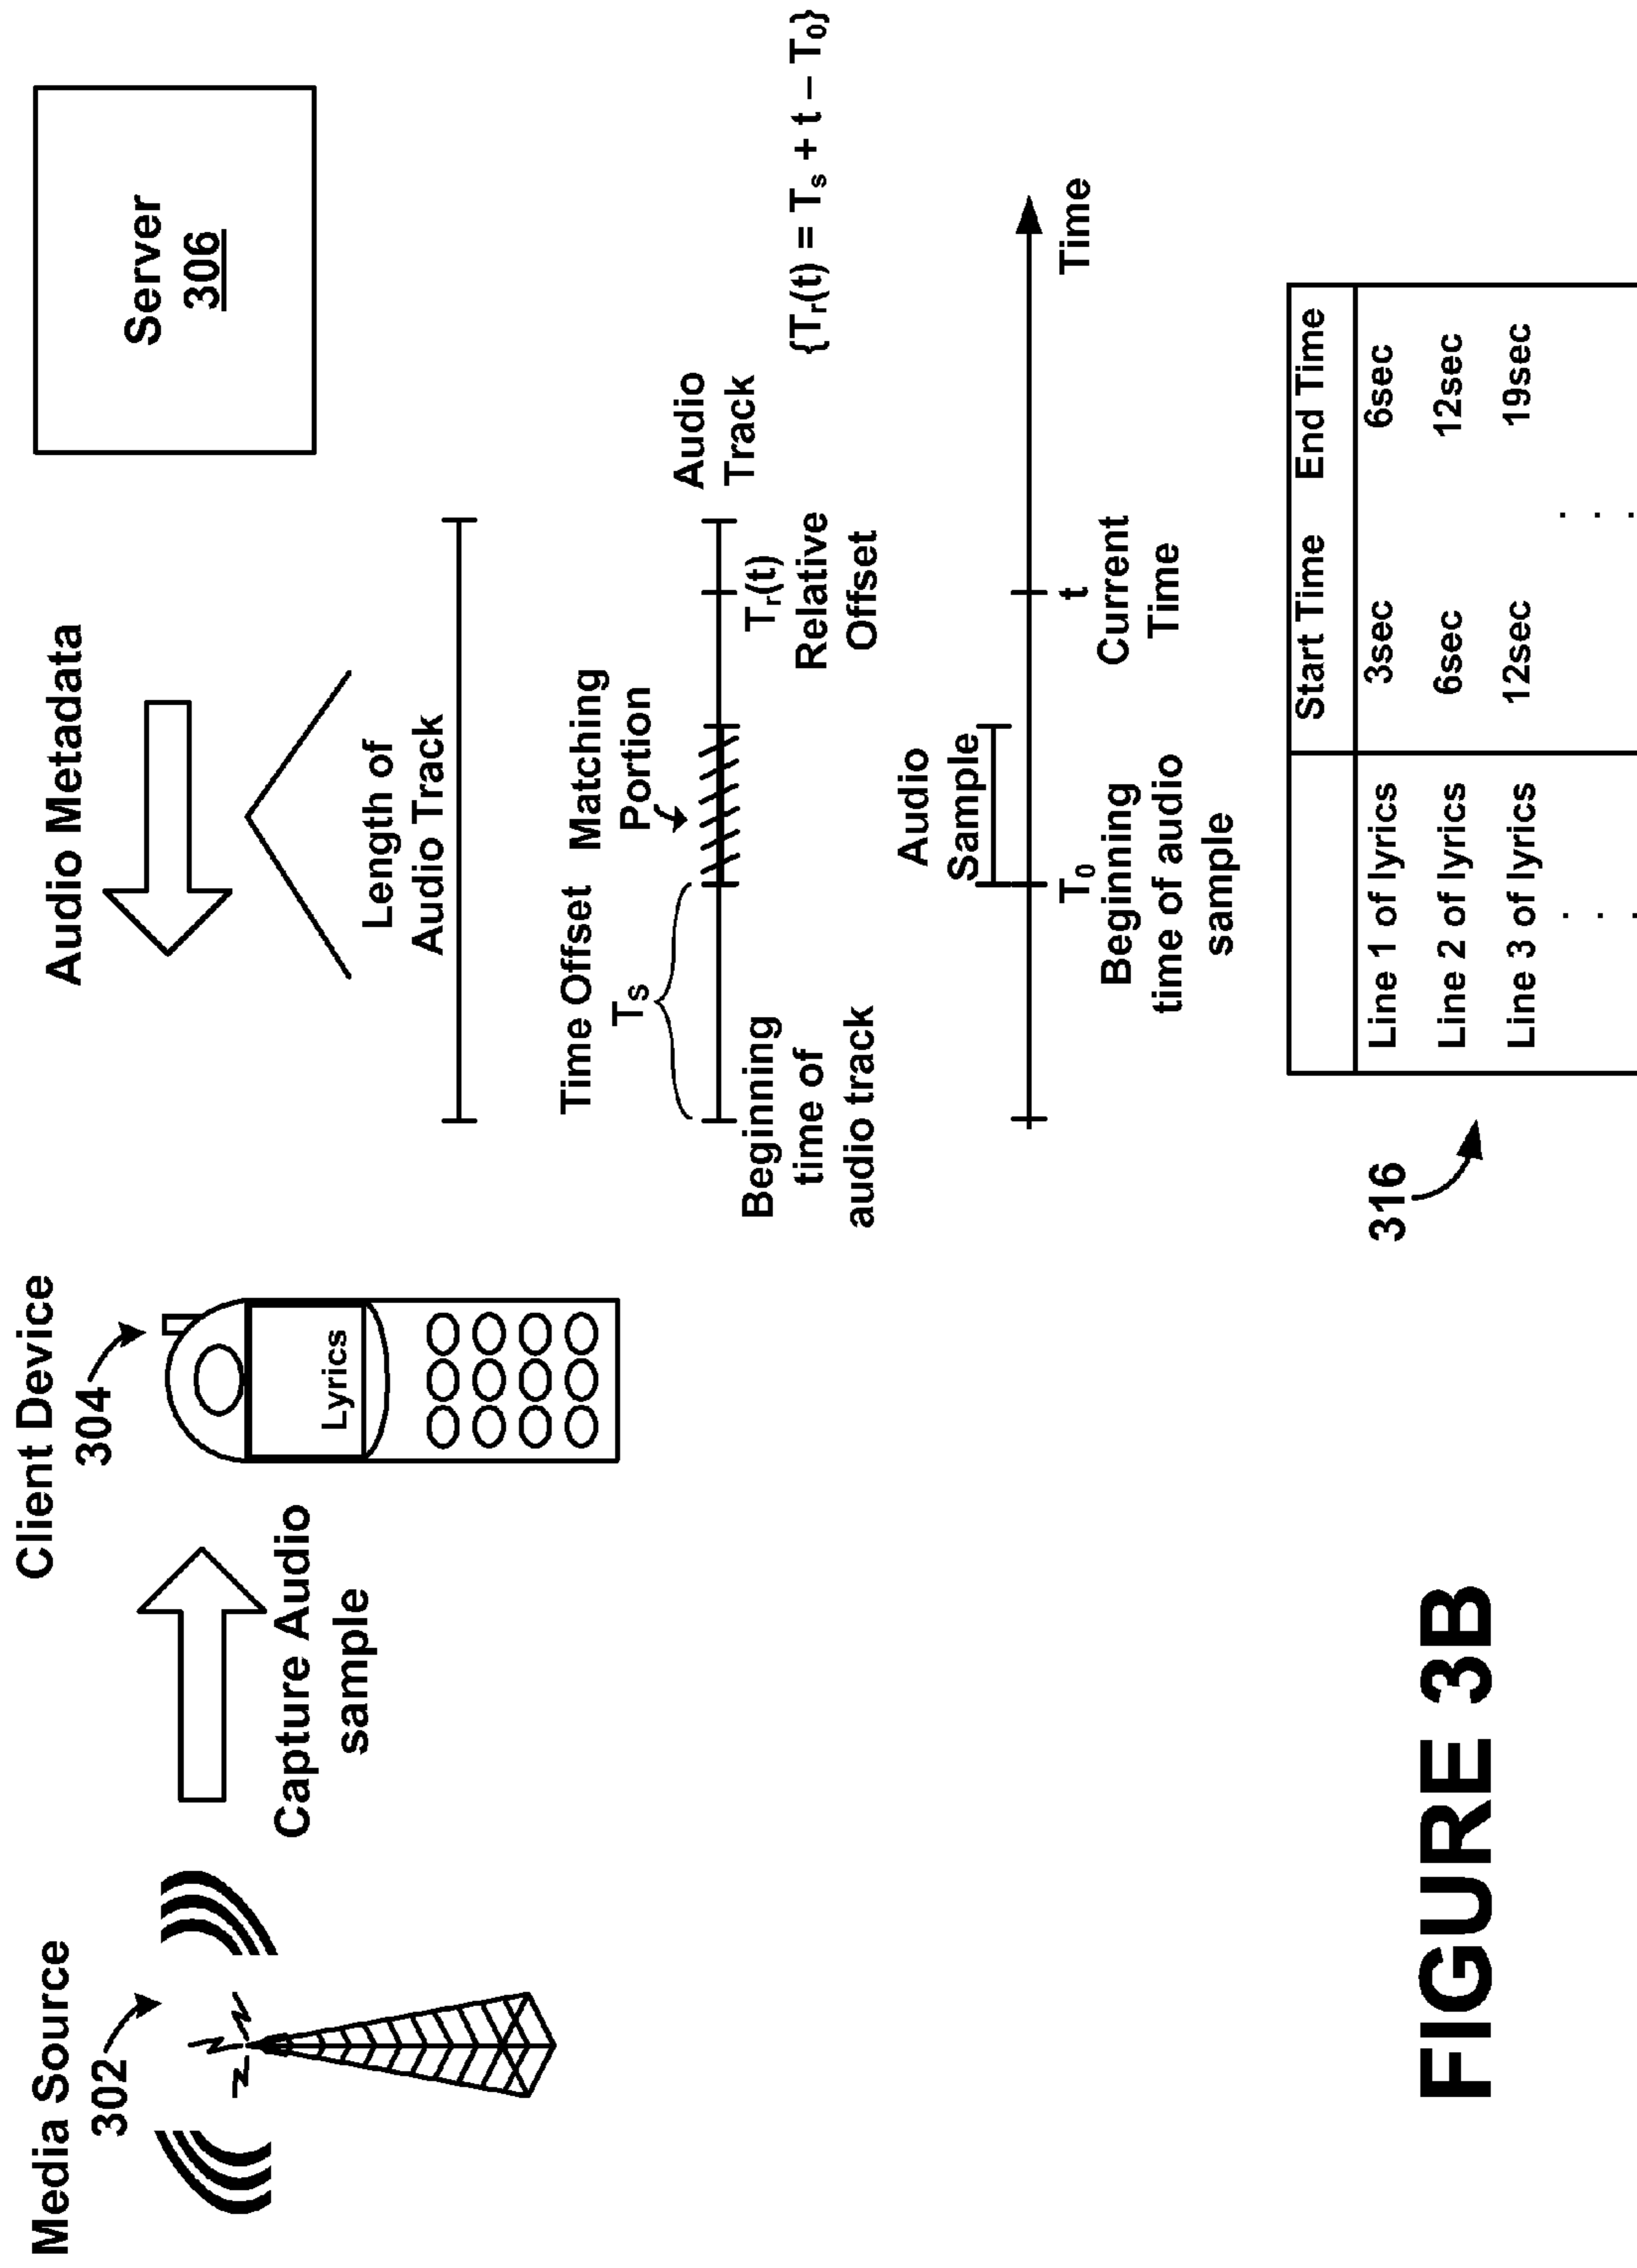 Media Source
302
Client Device
304
Audio Metadata
Server
306
Capture Audio
sample
Lyrics
Length of
Audio Track
Time Offset
Ts
Matching
Portion
Audio
Track
Beginning
time of
audio track
Tr(t)
Relative
Offset
{Tr(t) = Ts + t – T0}
Audio
Sample
T0
Beginning
time of audio
sample
t
Current
Time
Time
316
Start Time End Time
Line 1 of lyrics 3sec 6sec
Line 2 of lyrics 6sec 12sec
Line 3 of lyrics 12sec 19sec
FIGURE 3B